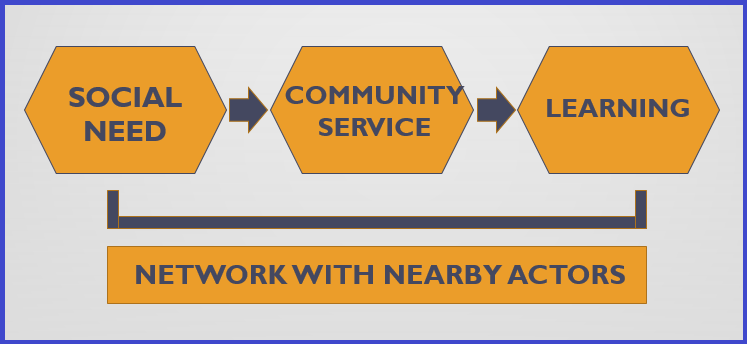 SOCIAL
NEED
COMMUNITY
SERVICE
LEARNING
NETWORK WITH NEARBY ACTORS